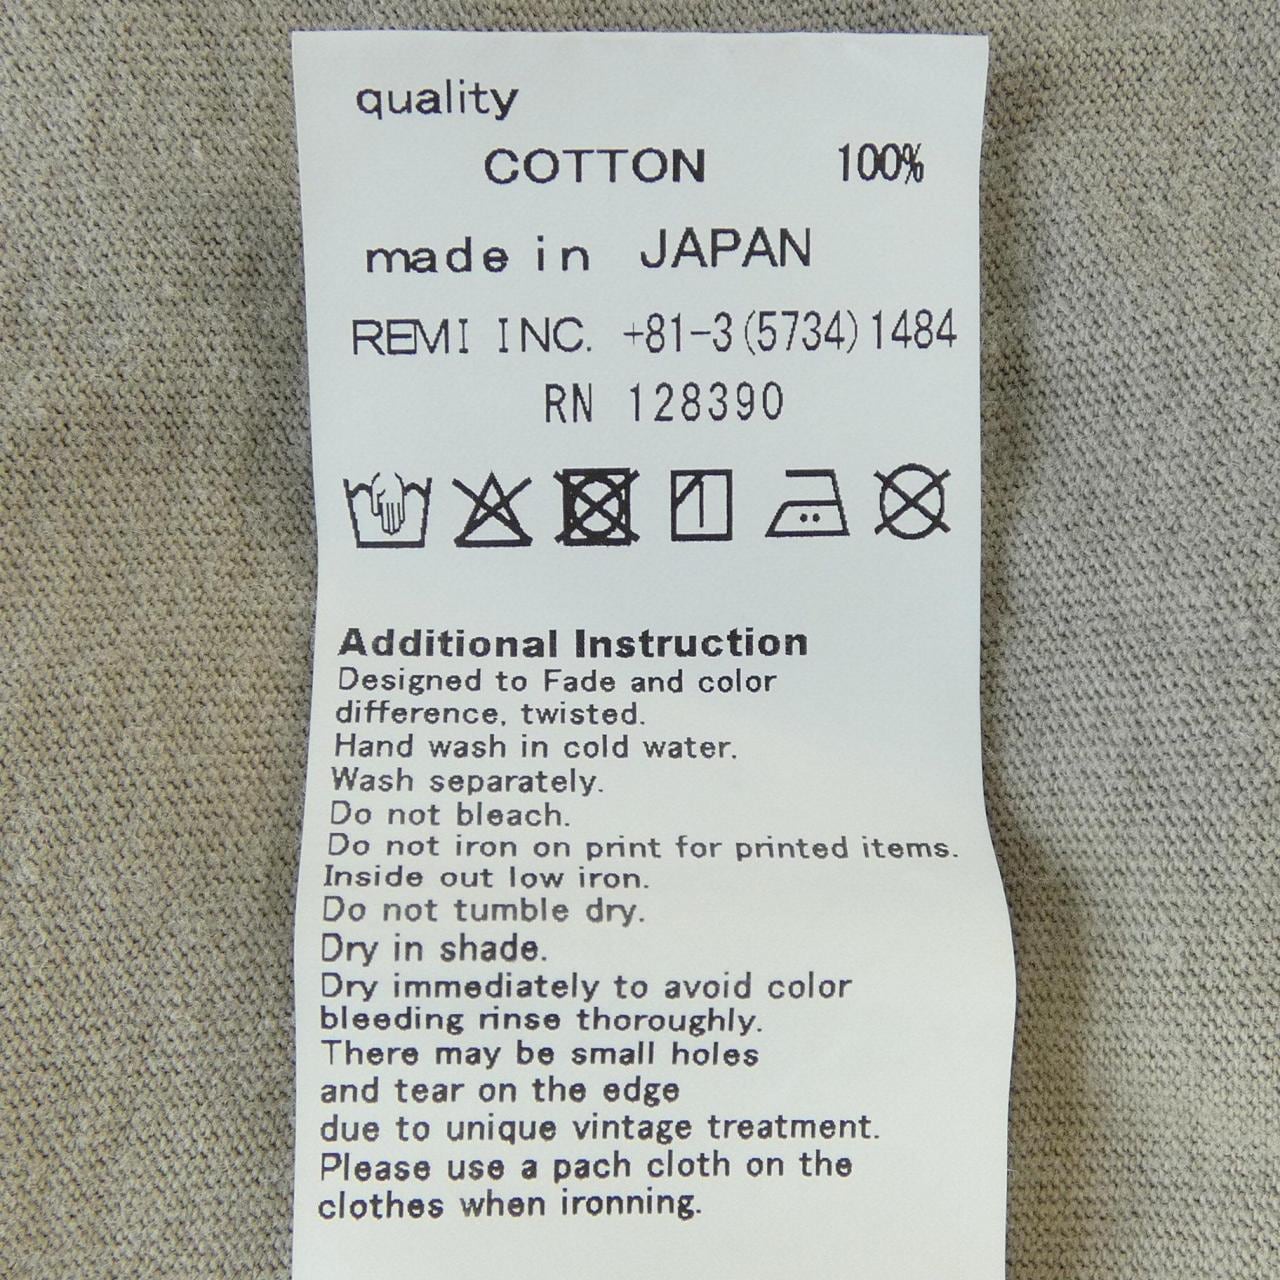 quality
COTTON 100%
made in JAPAN
REMI INC. +81-3(5734)1484
RN 128390
1
Additional Instruction
Designed to Fade and color
difference, twisted.
Hand wash in cold water.
Wash separately.
Do not bleach.
Do not iron on print for printed items.
Inside out low iron.
Do not tumble dry.
Dry in shade.
Dry immediately to avoid color
bleeding rinse thoroughly.
There may be small holes
and tear on the edge
due to unique vintage treatment.
Please use a pach cloth on the
clothes when ironning.